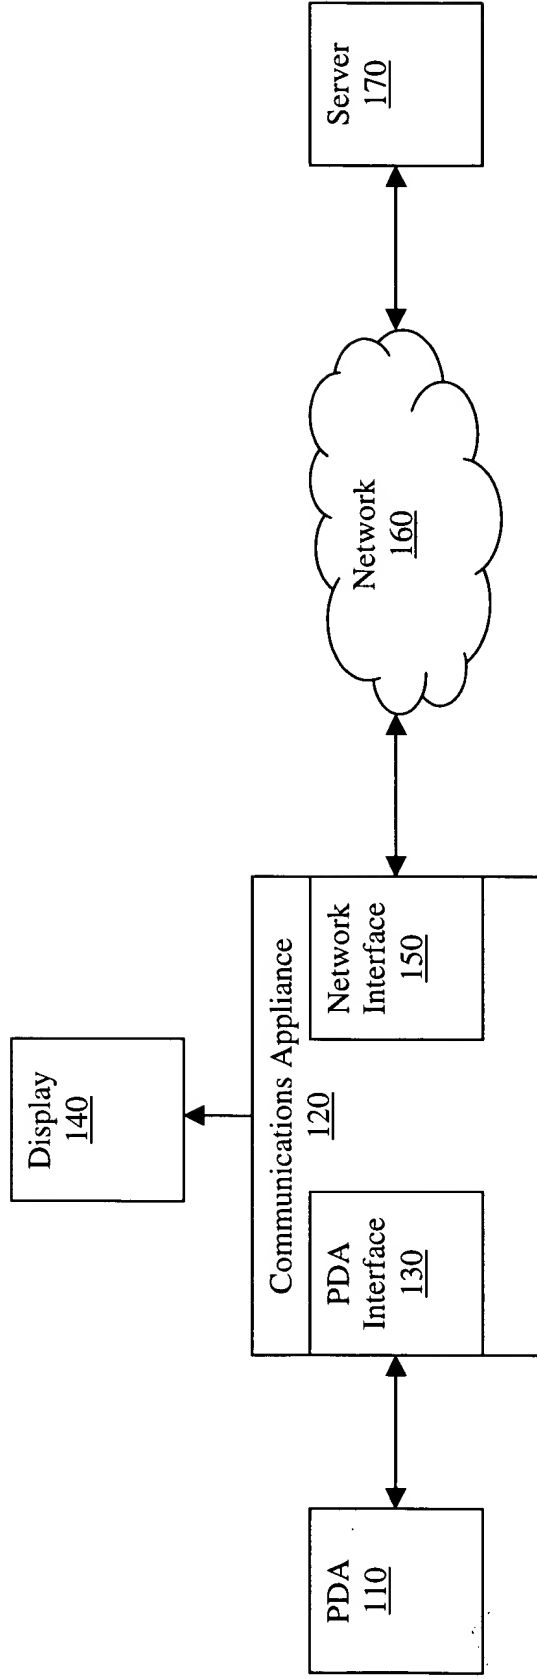 Display
140
Communications Appliance
120
PDA
110
PDA
Interface
130
Network
Interface
150
Network
160
Server
170